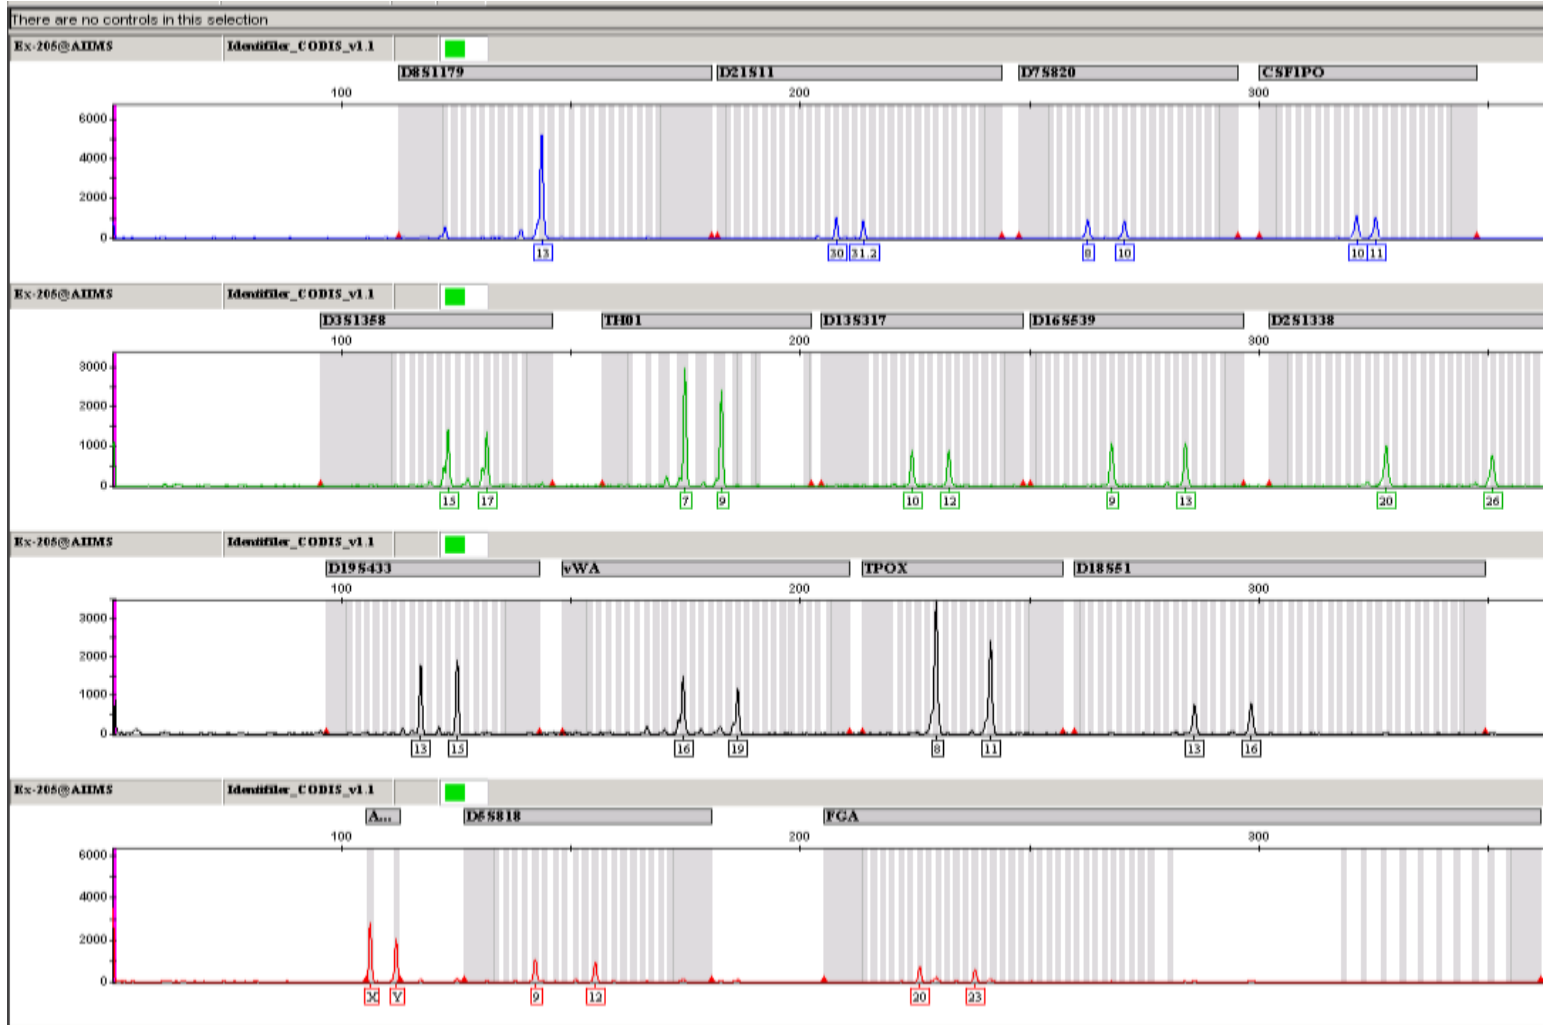 There are no controls in this selection
Ex-205@AIIMS Identifiler_CODIS_v1.1
D8S1179 D21S11 D7S820 CSF1PO
100 200 300
6000
4000
2000
0
13 30 31.2 8 10 10 11
Ex-205@AIIMS Identifiler_CODIS_v1.1
D3S1358 TH01 D13S317 D16S539 D2S1338
100 200 300
3000
2000
1000
0
15 17 7 9 10 12 9 13 20 26
Ex-205@AIIMS Identifiler_CODIS_v1.1
D19S433 vWA TPOX D18S51
100 200 300
3000
2000
1000
0
13 15 16 19 8 11 13 16
Ex-205@AIIMS Identifiler_CODIS_v1.1
A... D5S818 FGA
100 200 300
6000
4000
2000
0
X Y 9 12 20 23